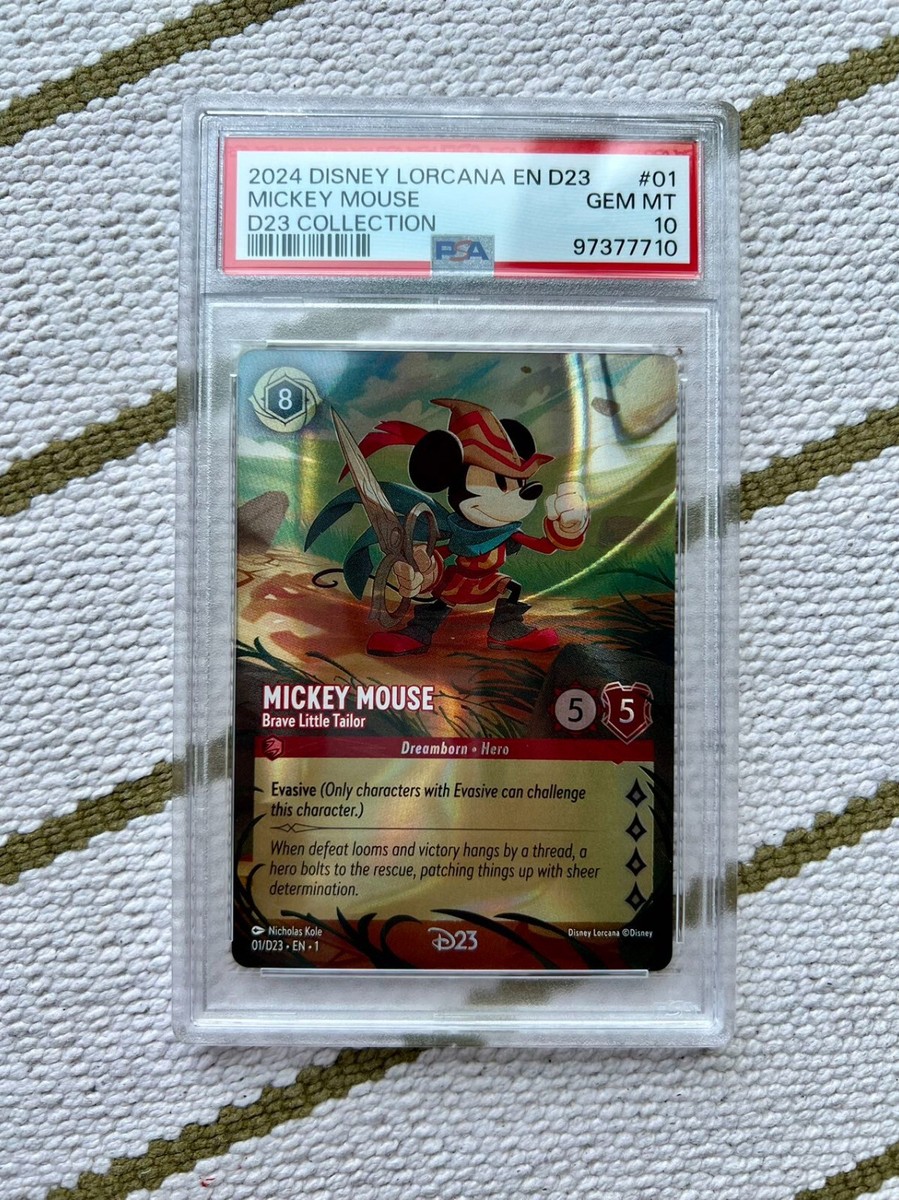 2024 DISNEY LORCANA EN D23 #01
MICKEY MOUSE GEM MT
D23 COLLECTION 10
PSA 97377710
8
MICKEY MOUSE
Brave Little Tailor
5 5
Dreamborn • Hero
Evasive (Only characters with Evasive can challenge
this character.)
When defeat looms and victory hangs by a thread, a
hero bolts to the rescue, patching things up with sheer
determination.
Nicholas Kole
01/D23 • EN • 1
D23
Disney Lorcana ©Disney